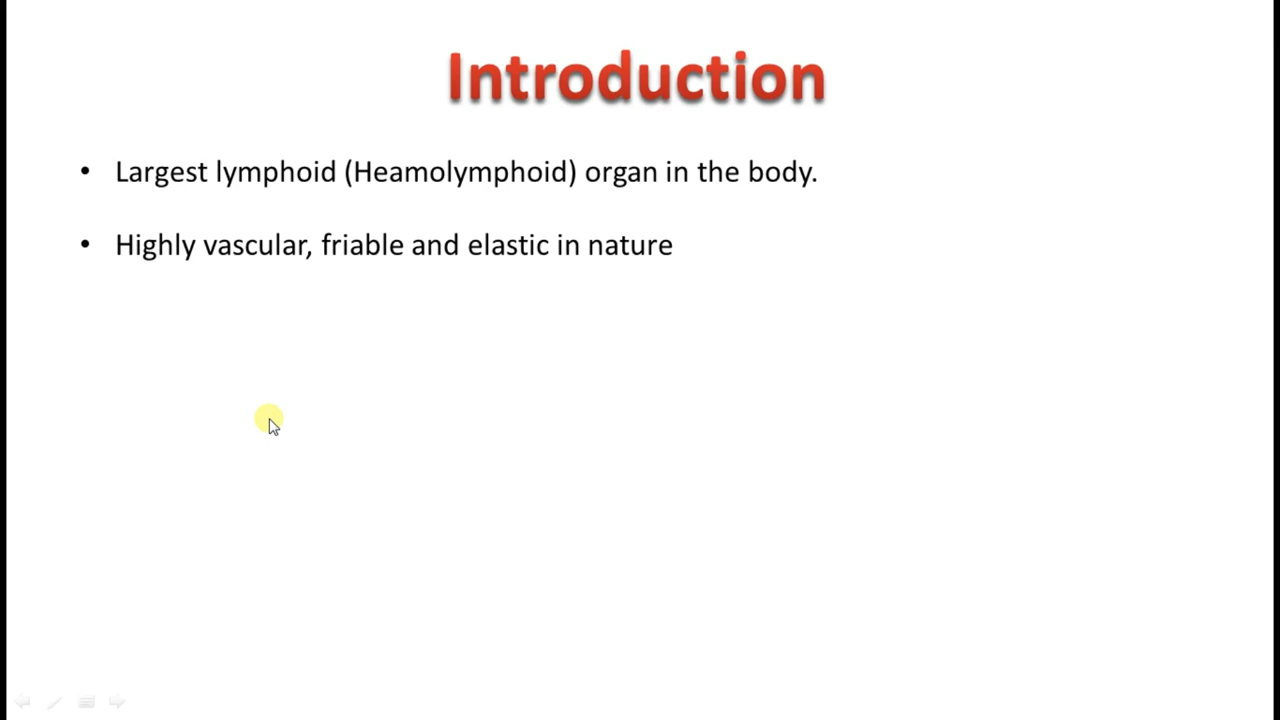 Introduction
• Largest lymphoid (Heamolymphoid) organ in the body.
• Highly vascular, friable and elastic in nature